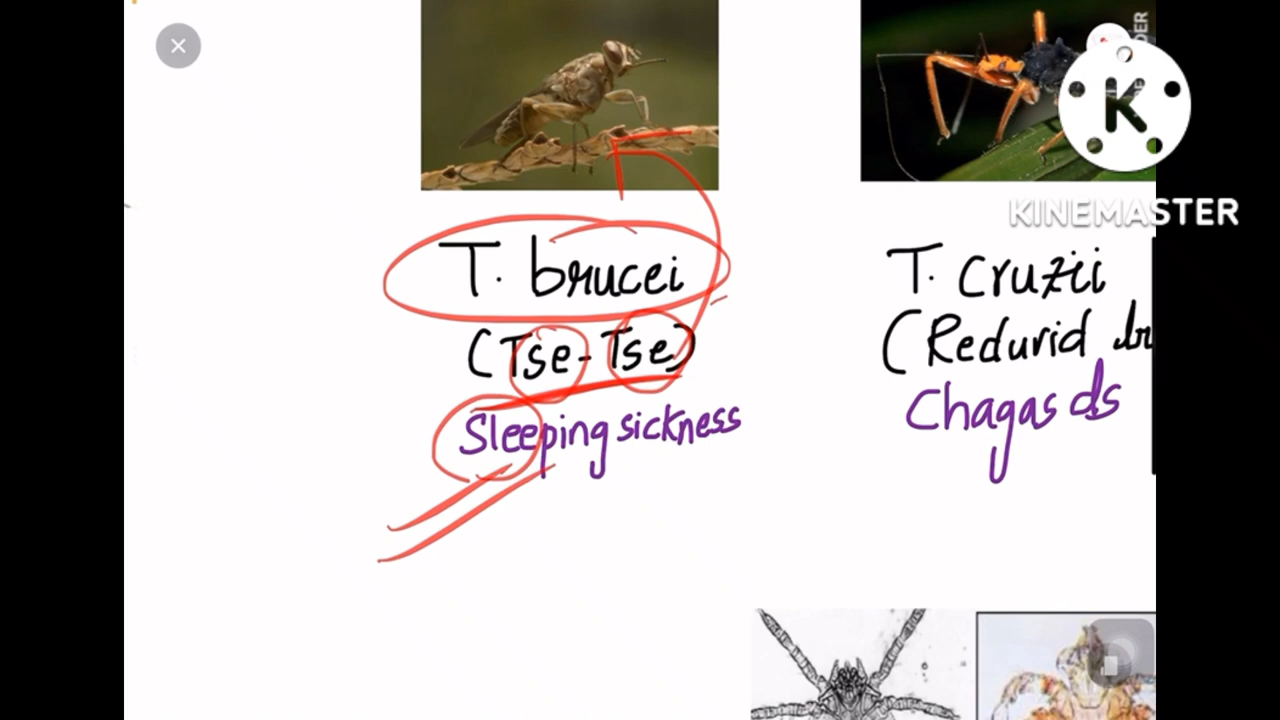 K
KINEMASTER
T. brucei
(Tse-Tse)
Sleeping sickness
T. cruzii
(Redurid
Chagas ds